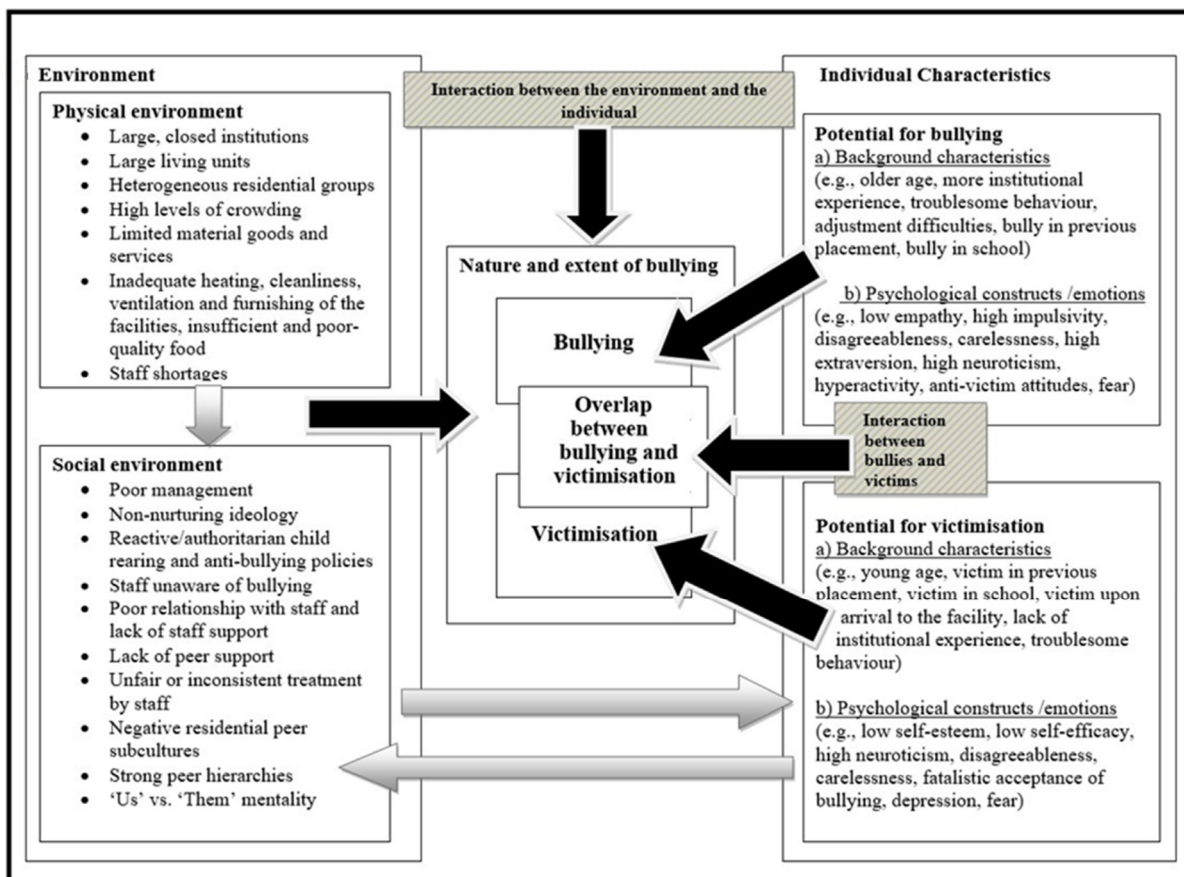 Environment
Physical environment
• Large, closed institutions
• Large living units
• Heterogeneous residential groups
• High levels of crowding
• Limited material goods and
services
• Inadequate heating, cleanliness,
ventilation and furnishing of the
facilities, insufficient and poor-
quality food
• Staff shortages
Social environment
• Poor management
• Non-nurturing ideology
• Reactive/authoritarian child
rearing and anti-bullying policies
• Staff unaware of bullying
• Poor relationship with staff and
lack of staff support
• Lack of peer support
• Unfair or inconsistent treatment
by staff
• Negative residential peer
subcultures
• Strong peer hierarchies
• ‘Us’ vs. ‘Them’ mentality
Interaction between the environment and the
individual
Nature and extent of bullying
Bullying
Overlap
between
bullying and
victimisation
Victimisation
Individual Characteristics
Potential for bullying
a) Background characteristics
(e.g., older age, more institutional
experience, troublesome behaviour,
adjustment difficulties, bully in previous
placement, bully in school)
b) Psychological constructs /emotions
(e.g., low empathy, high impulsivity,
disagreeableness, carelessness, high
extraversion, high neuroticism,
hyperactivity, anti-victim attitudes, fear)
Interaction
between
bullies and
victims
Potential for victimisation
a) Background characteristics
(e.g., young age, victim in previous
placement, victim in school, victim upon
arrival to the facility, lack of
institutional experience, troublesome
behaviour)
b) Psychological constructs /emotions
(e.g., low self-esteem, low self-efficacy,
high neuroticism, disagreeableness,
carelessness, fatalistic acceptance of
bullying, depression, fear)